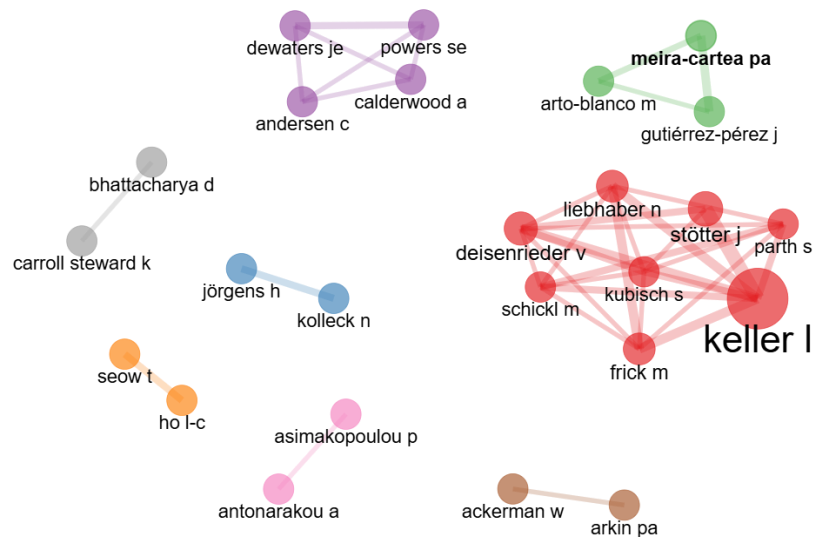 dewaters je
powers se
calderwood a
andersen c
meira-cartea pa
arto-blanco m
gutiérrez-pérez j
bhattacharya d
carroll steward k
liebhaber n
stötter j
parth s
deisenrieder v
kubisch s
schickl m
keller l
frick m
jörgens h
kolleck n
seow t
ho l-c
asimakopoulou p
antonarakou a
ackerman w
arkin pa